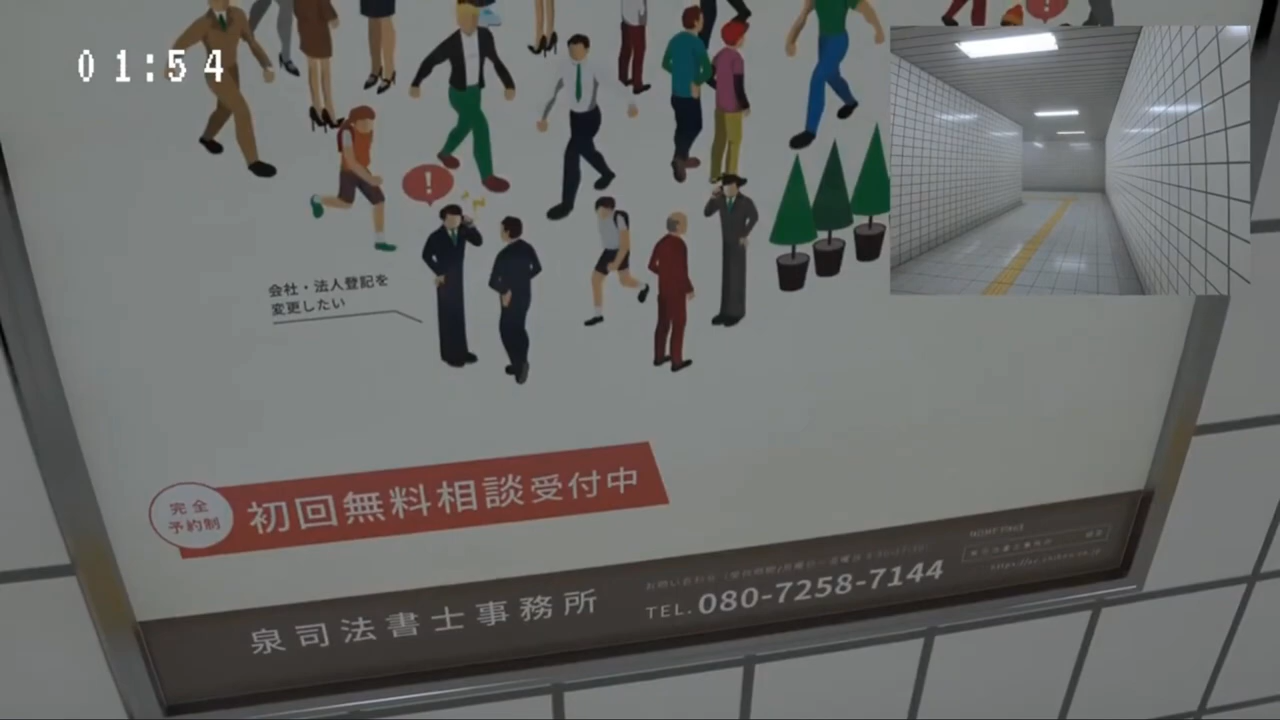 01:54
!
会社・法人登記を
変更したい
完全
予約制
初回無料相談受付中
泉司法書士事務所
TEL. 080-7258-7144